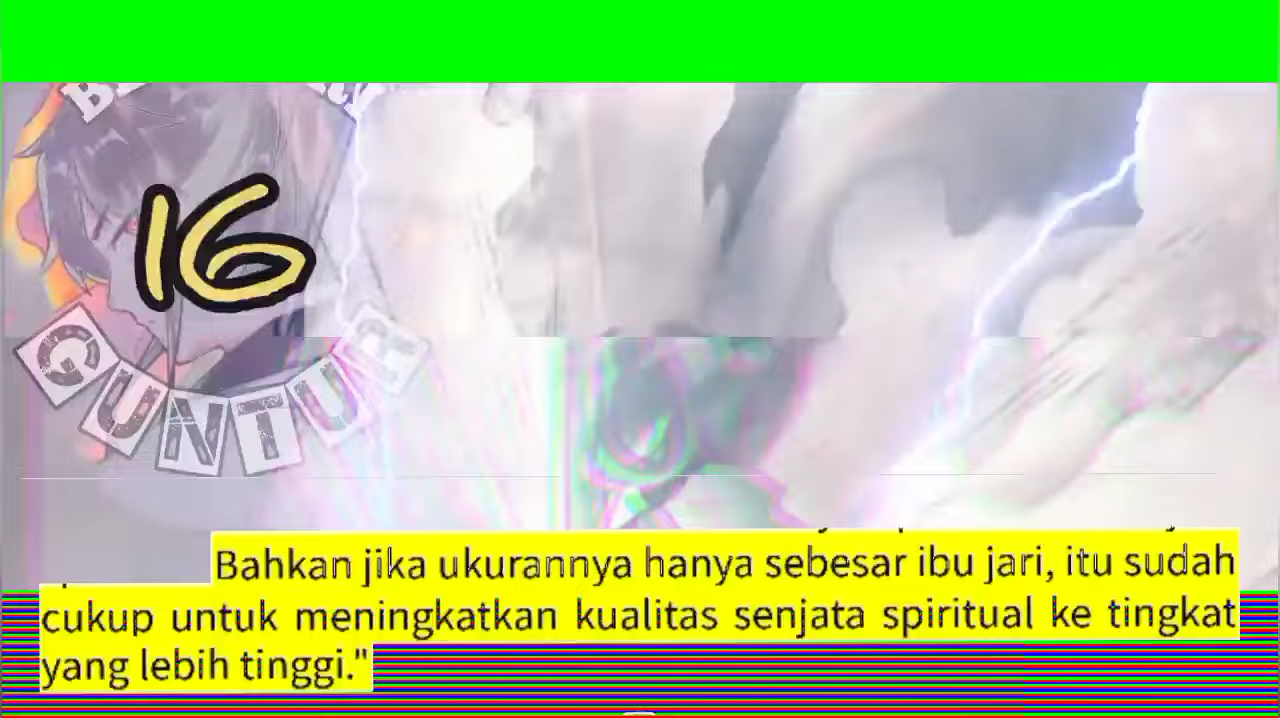 16
GUNTUR
Bahkan jika ukurannya hanya sebesar ibu jari, itu sudah
cukup untuk meningkatkan kualitas senjata spiritual ke tingkat
yang lebih tinggi."